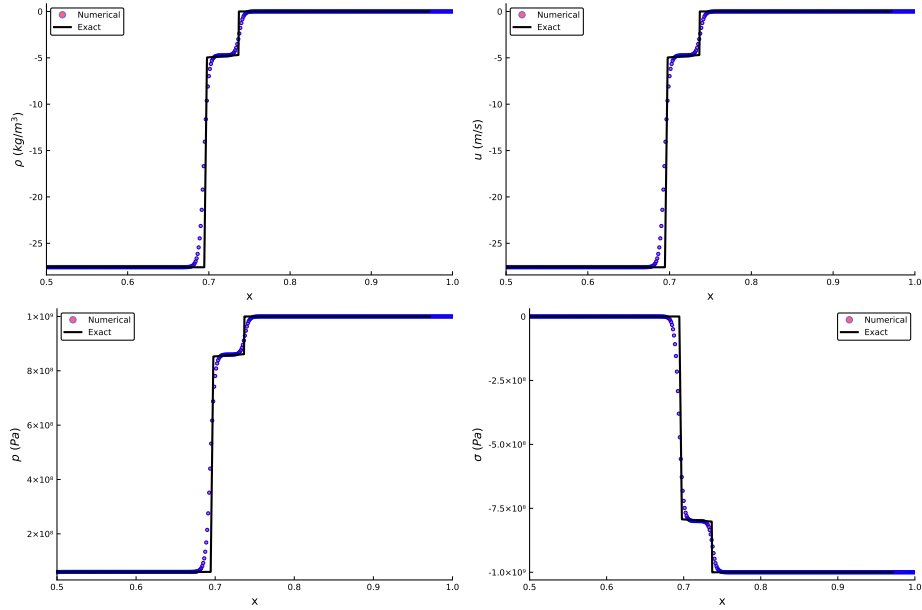 0
-5
-10
-15
-20
-25
0.5 0.6 0.7 0.8 0.9 1.0
x
ρ (kg/m³)
Numerical
Exact
0
-5
-10
-15
-20
-25
0.5 0.6 0.7 0.8 0.9 1.0
x
u (m/s)
Numerical
Exact
1×10⁹
8×10⁸
6×10⁸
4×10⁸
2×10⁸
0.5 0.6 0.7 0.8 0.9 1.0
x
p (Pa)
Numerical
Exact
0
-2.5×10⁸
-5.0×10⁸
-7.5×10⁸
-1.0×10⁹
0.5 0.6 0.7 0.8 0.9 1.0
x
σ (Pa)
Numerical
Exact